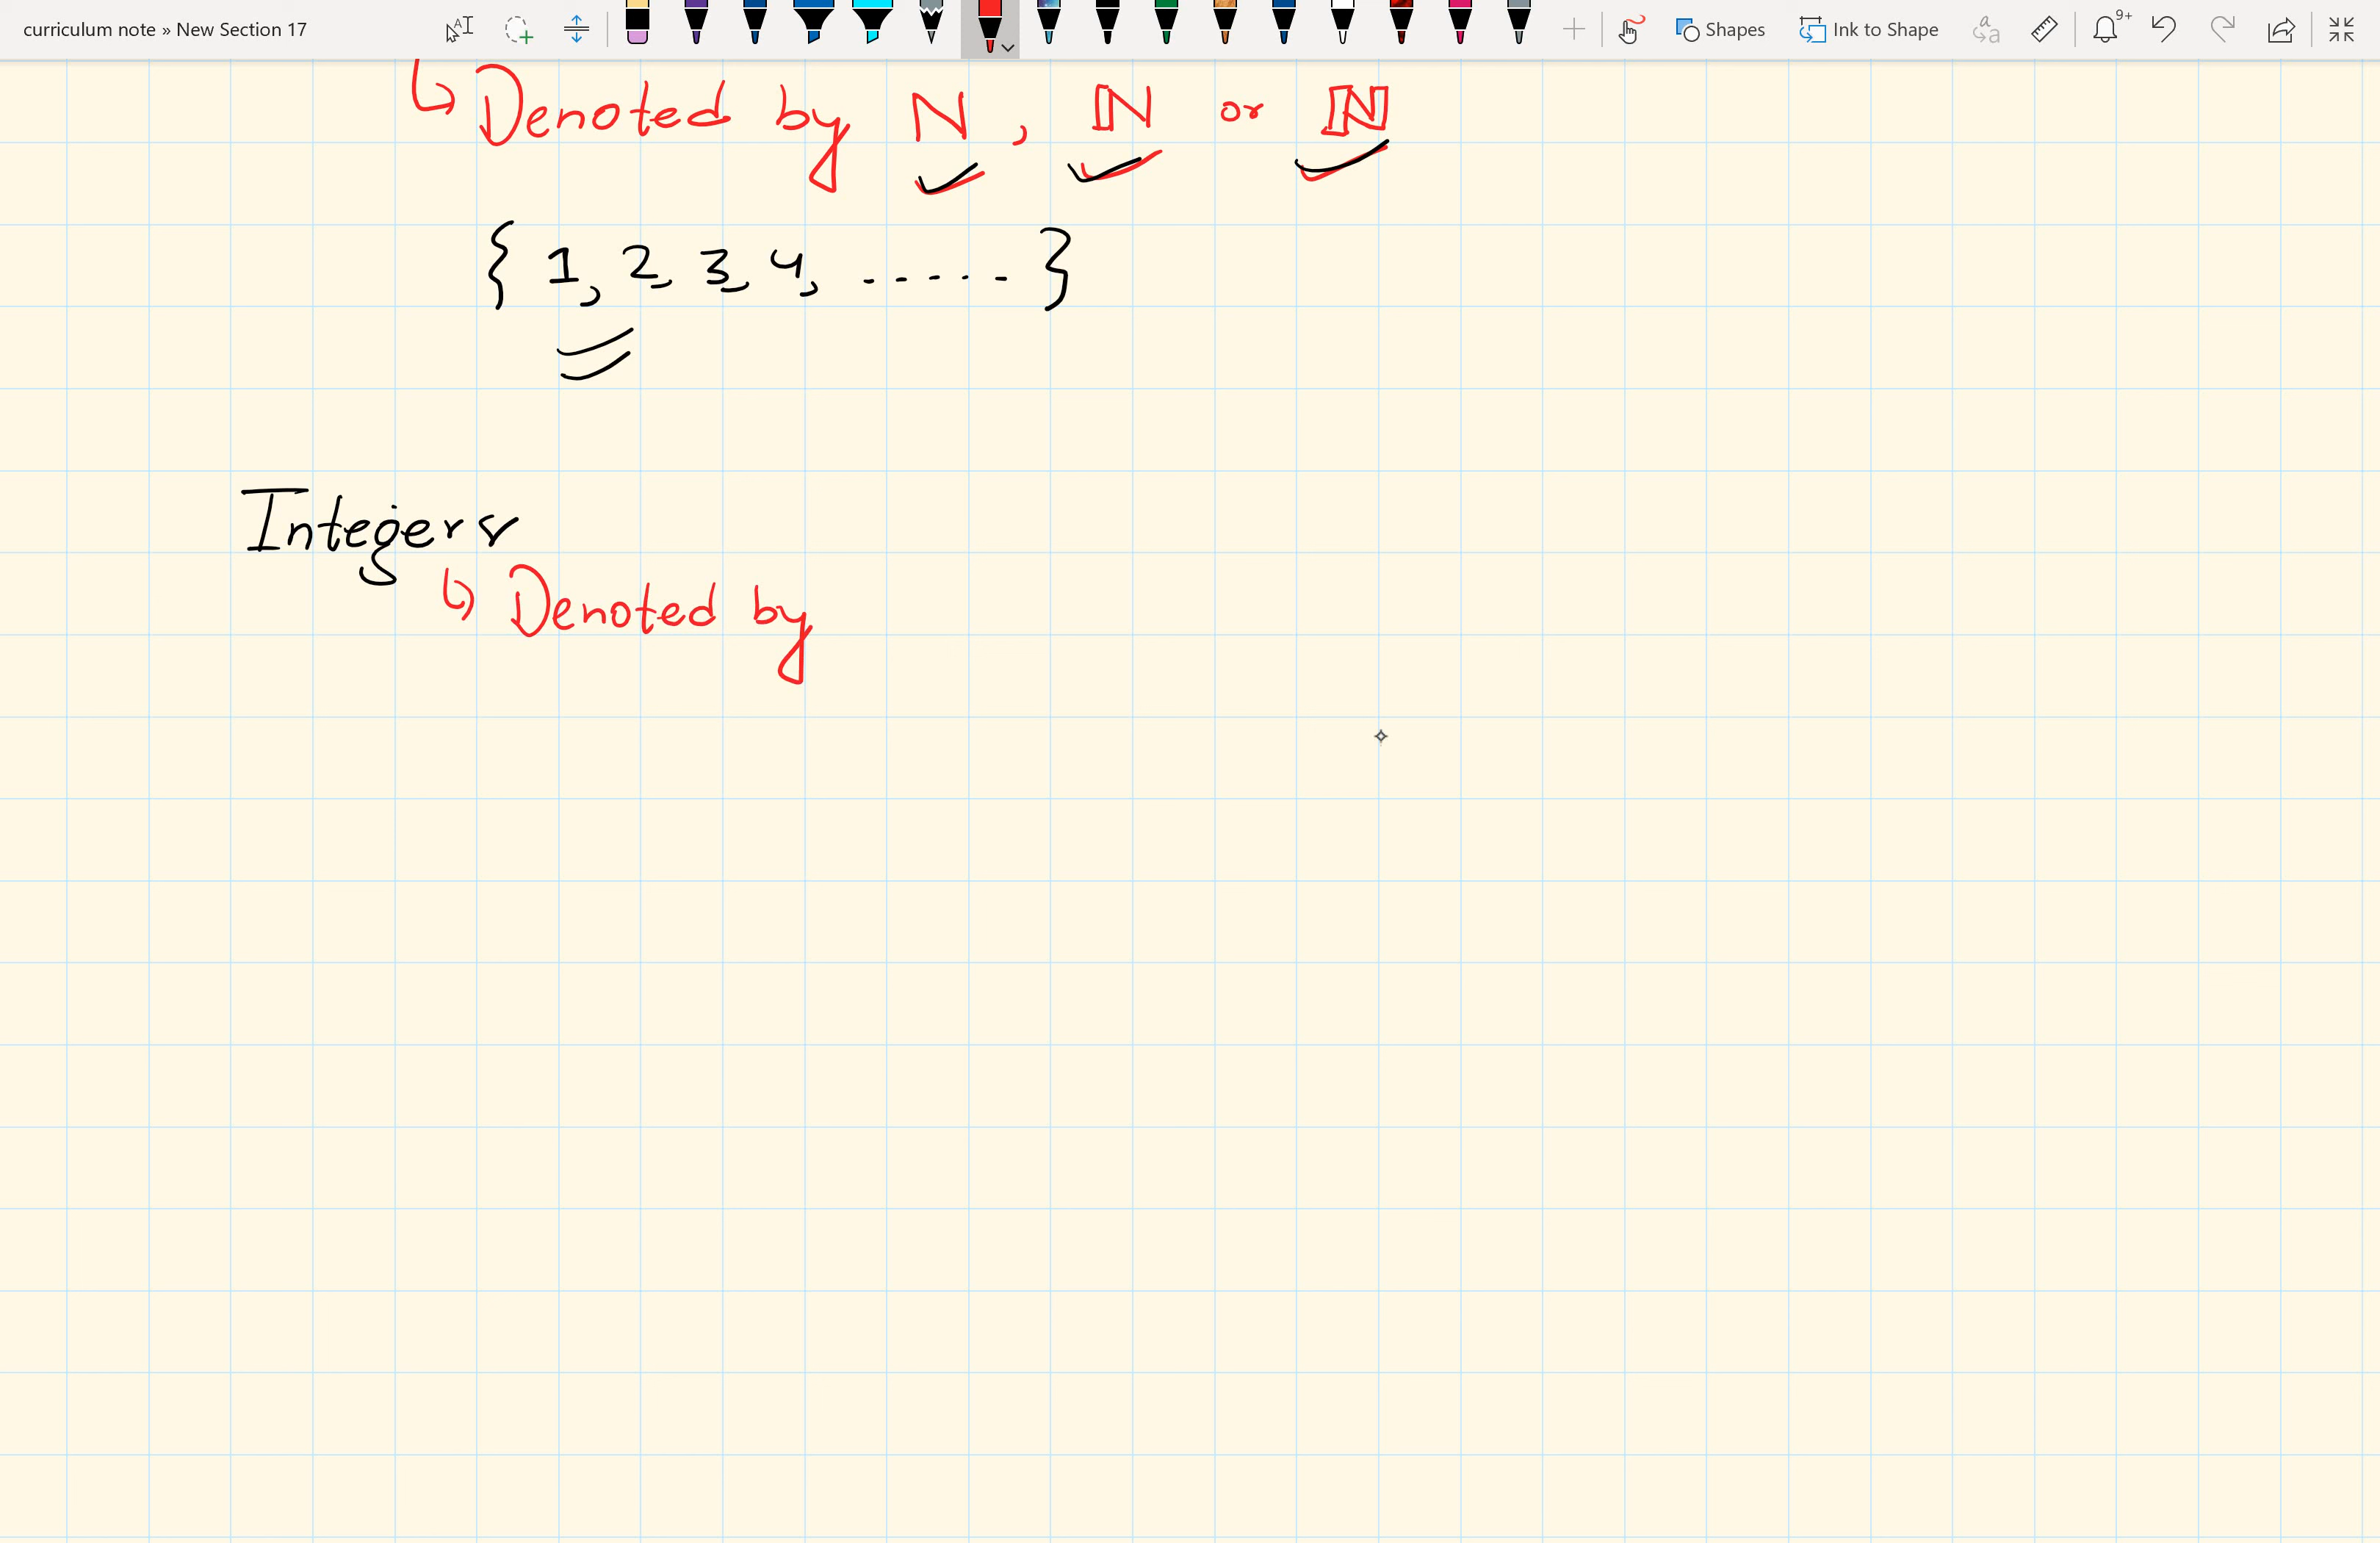 curriculum note » New Section 17 Shapes Ink to Shape 9+
Denoted by N, ℕ or ℕ
{ 1, 2, 3, 4, ..... }
Integers
Denoted by